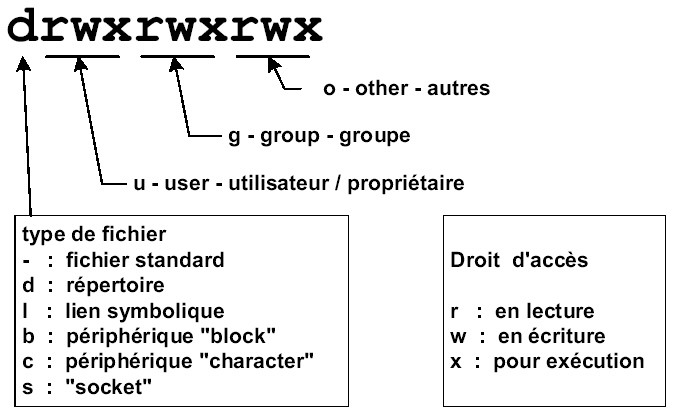 drwxrwxrwx
o - other - autres
g - group - groupe
u - user - utilisateur / propriétaire
type de fichier
- : fichier standard
d : répertoire
l : lien symbolique
b : périphérique "block"
c : périphérique "character"
s : "socket"
Droit d'accès
r : en lecture
w : en écriture
x : pour exécution